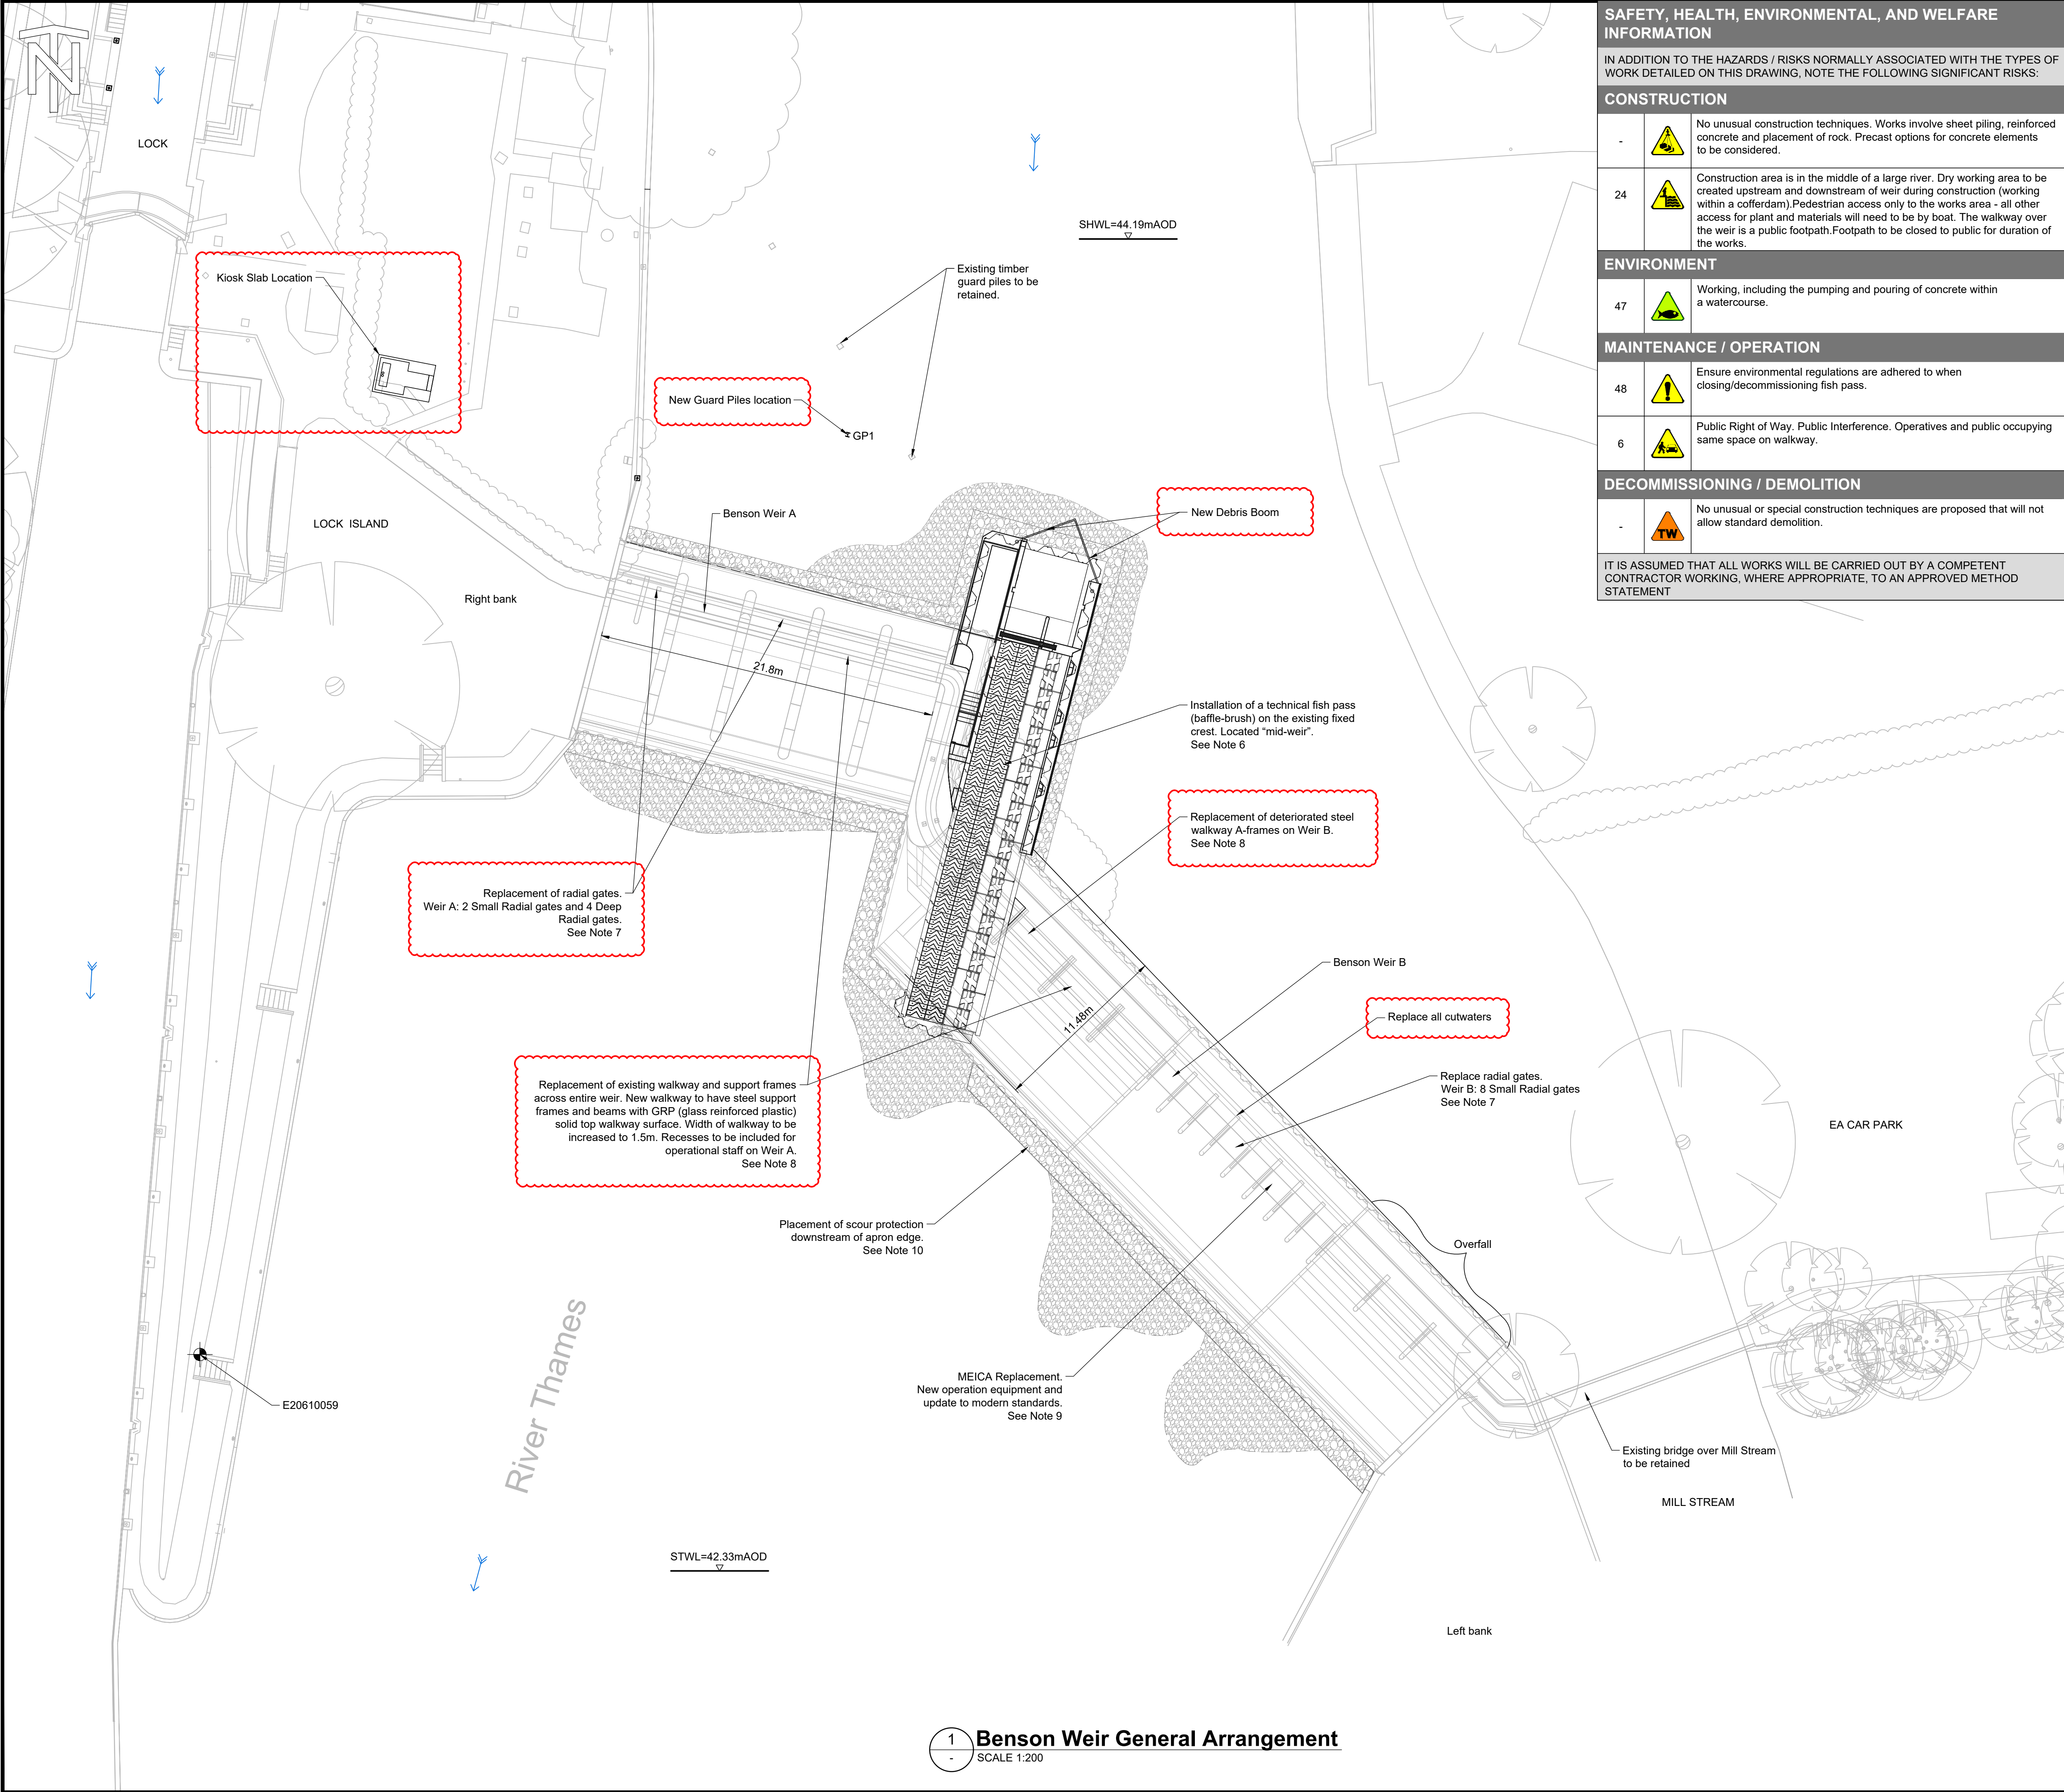 N
LOCK
SHWL=44.19mAOD
Kiosk Slab Location
Existing timber
guard piles to be
retained.
New Guard Piles location
GP1
LOCK ISLAND
Benson Weir A
New Debris Boom
Right bank
21.8m
Installation of a technical fish pass
(baffle-brush) on the existing fixed
crest. Located “mid-weir”.
See Note 6
Replacement of deteriorated steel
walkway A-frames on Weir B.
See Note 8
Replacement of radial gates.
Weir A: 2 Small Radial gates and 4 Deep
Radial gates.
See Note 7
Benson Weir B
11.48m
Replace all cutwaters
Replacement of existing walkway and support frames
across entire weir. New walkway to have steel support
frames and beams with GRP (glass reinforced plastic)
solid top walkway surface. Width of walkway to be
increased to 1.5m. Recesses to be included for
operational staff on Weir A.
See Note 8
Replace radial gates.
Weir B: 8 Small Radial gates
See Note 7
EA CAR PARK
Placement of scour protection
downstream of apron edge.
See Note 10
Overfall
River Thames
E20610059
MEICA Replacement.
New operation equipment and
update to modern standards.
See Note 9
Existing bridge over Mill Stream
to be retained
MILL STREAM
STWL=42.33mAOD
Left bank
1
-
Benson Weir General Arrangement
SCALE 1:200
SAFETY, HEALTH, ENVIRONMENTAL, AND WELFARE
INFORMATION
IN ADDITION TO THE HAZARDS / RISKS NORMALLY ASSOCIATED WITH THE TYPES OF
WORK DETAILED ON THIS DRAWING, NOTE THE FOLLOWING SIGNIFICANT RISKS:
CONSTRUCTION
-
No unusual construction techniques. Works involve sheet piling, reinforced
concrete and placement of rock. Precast options for concrete elements
to be considered.
24
Construction area is in the middle of a large river. Dry working area to be
created upstream and downstream of weir during construction (working
within a cofferdam).Pedestrian access only to the works area - all other
access for plant and materials will need to be by boat. The walkway over
the weir is a public footpath.Footpath to be closed to public for duration of
the works.
ENVIRONMENT
47
Working, including the pumping and pouring of concrete within
a watercourse.
MAINTENANCE / OPERATION
48
Ensure environmental regulations are adhered to when
closing/decommissioning fish pass.
6
Public Right of Way. Public Interference. Operatives and public occupying
same space on walkway.
DECOMMISSIONING / DEMOLITION
-
TW
No unusual or special construction techniques are proposed that will not
allow standard demolition.
IT IS ASSUMED THAT ALL WORKS WILL BE CARRIED OUT BY A COMPETENT
CONTRACTOR WORKING, WHERE APPROPRIATE, TO AN APPROVED METHOD
STATEMENT